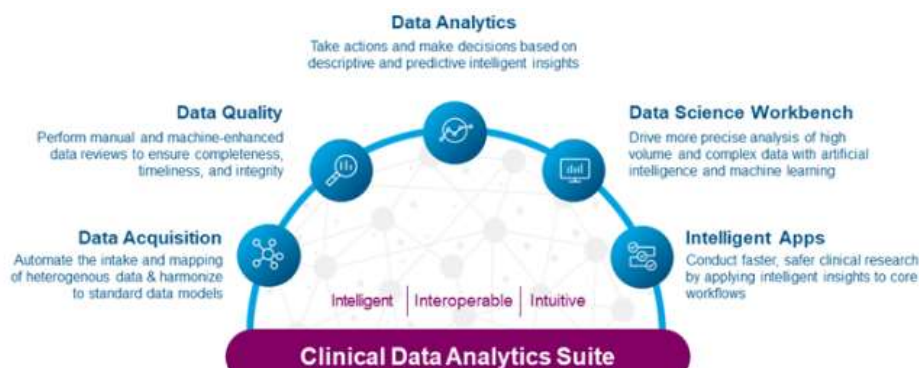 Data Analytics
Take actions and make decisions based on
descriptive and predictive intelligent insights
Data Quality
Perform manual and machine-enhanced
data reviews to ensure completeness,
timeliness, and integrity
Data Science Workbench
Drive more precise analysis of high
volume and complex data with artificial
intelligence and machine learning
Data Acquisition
Automate the intake and mapping
of heterogenous data & harmonize
to standard data models
Intelligent Apps
Conduct faster, safer clinical research
by applying intelligent insights to core
workflows
Intelligent | Interoperable | Intuitive
Clinical Data Analytics Suite